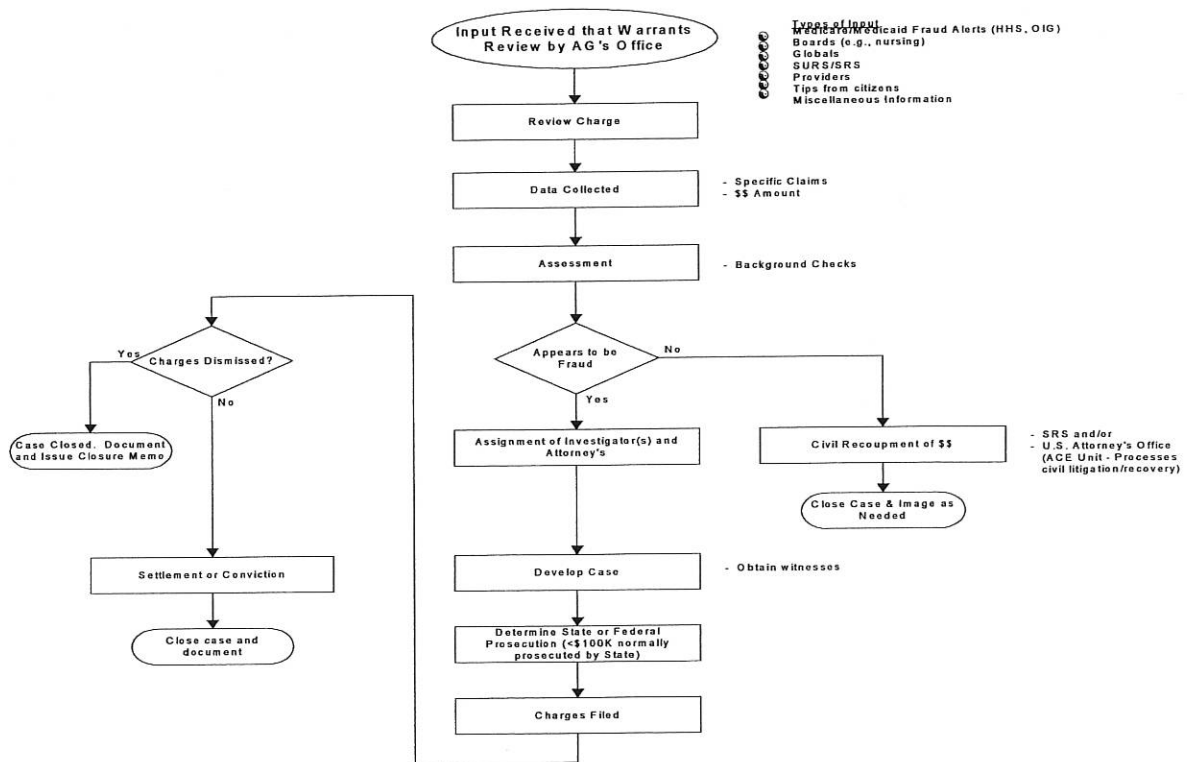 Input Received that Warrants
Review by AG's Office
Types of Input
Medicare/Medicaid Fraud Alerts (HHS, OIG)
Boards (e.g., nursing)
Globals
SURS/SRS
Providers
Tips from citizens
Miscellaneous Information
Review Charge
Data Collected
- Specific Claims
- $$ Amount
Assessment
- Background Checks
Charges Dismissed?
Yes
No
Appears to be
Fraud
No
Yes
Case Closed. Document
and Issue Closure Memo
Assignment of Investigator(s) and
Attorney's
Civil Recoupment of $$
- SRS and/or
- U.S. Attorney's Office
(ACE Unit - Processes
civil litigation/recovery)
Close Case & Image as
Needed
Settlement or Conviction
Develop Case
- Obtain witnesses
Close case and
document
Determine State or Federal
Prosecution (<$100K normally
prosecuted by State)
Charges Filed